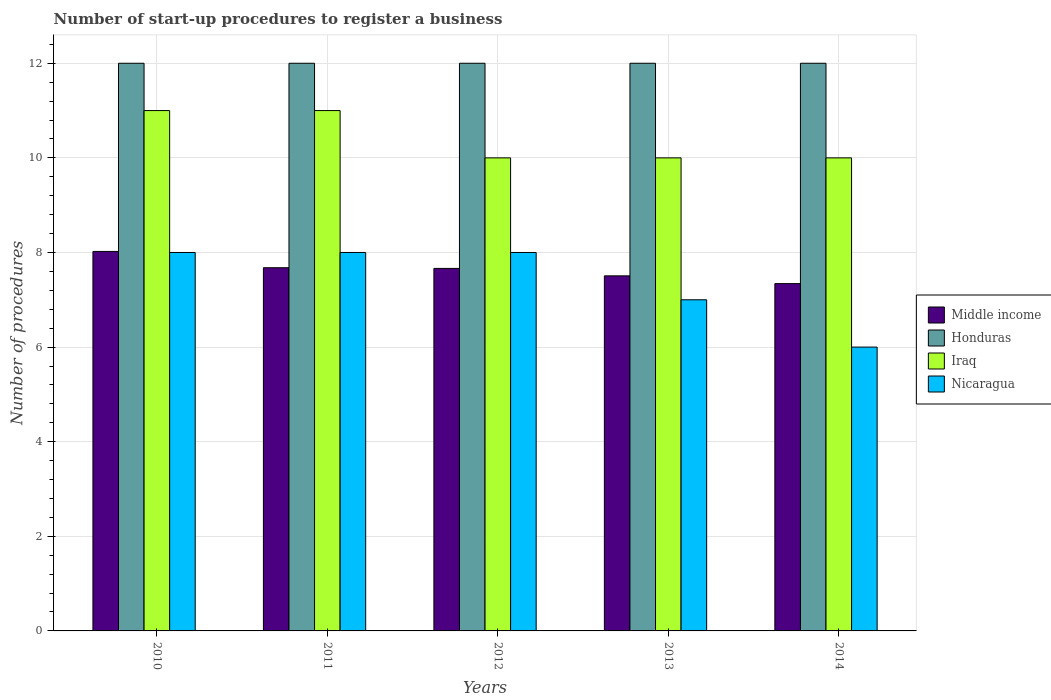 Number of start-up procedures to register a business
Number of procedures
12
10
8
6
4
2
0
2010
2011
2012
2013
2014
Years
Middle income
Honduras
Iraq
Nicaragua